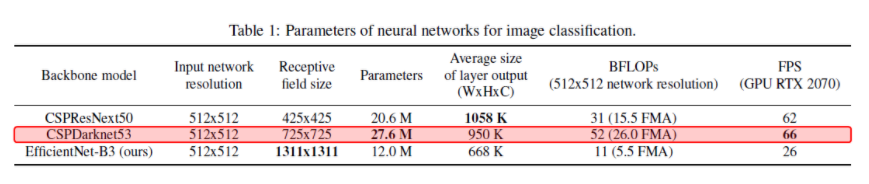 Table 1: Parameters of neural networks for image classification.
Backbone model Input network resolution Receptive field size Parameters Average size of layer output (WxHxC) BFLOPs (512x512 network resolution) FPS (GPU RTX 2070)
CSPResNext50 512x512 425x425 20.6 M 1058 K 31 (15.5 FMA) 62
CSPDarknet53 512x512 725x725 27.6 M 950 K 52 (26.0 FMA) 66
EfficientNet-B3 (ours) 512x512 1311x1311 12.0 M 668 K 11 (5.5 FMA) 26